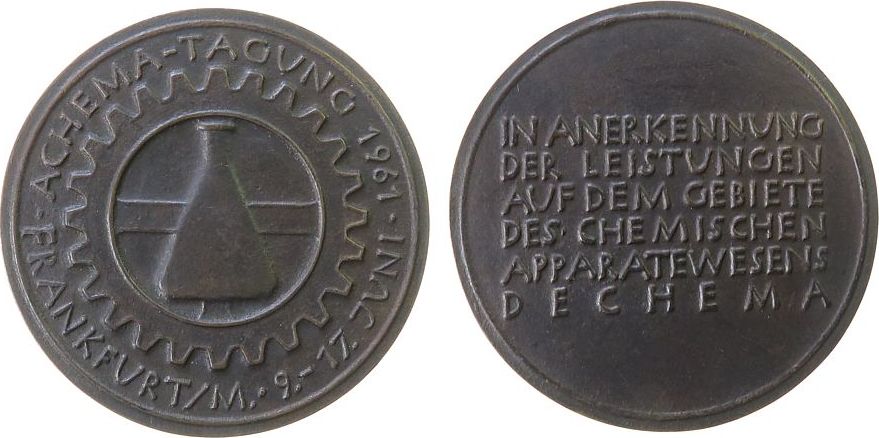 ACHEMA-TAGUNG 1961 · FRANKFURT/M. · 9.-17. JUNI
IN ANERKENNUNG
DER LEISTUNGEN
AUF DEM GEBIETE
DES CHEMISCHEN
APPARATEWESENS
DECHEMA